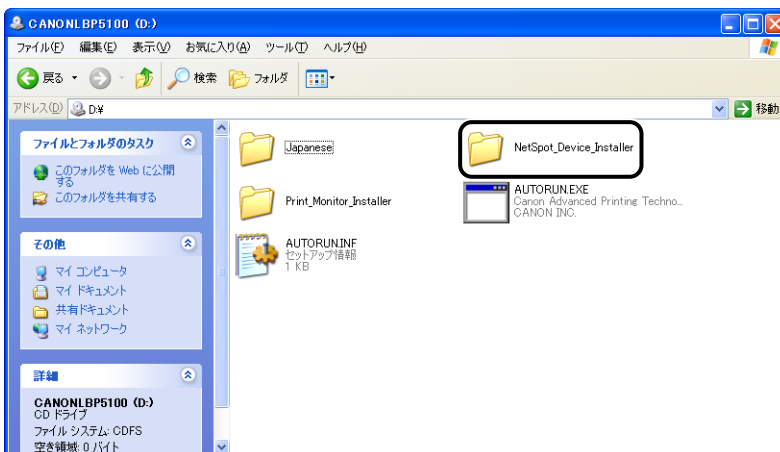 CANONLBP5100 (D:)
ファイル(F) 編集(E) 表示(V) お気に入り(A) ツール(T) ヘルプ(H)
戻る 検索 フォルダ
アドレス(D) D:¥ 移動
ファイルとフォルダのタスク
このフォルダを Web に公開
する
このフォルダを共有する
その他
マイ コンピュータ
マイ ドキュメント
共有ドキュメント
マイ ネットワーク
詳細
CANONLBP5100 (D:)
CD ドライブ
ファイル システム: CDFS
空き領域: 0 バイト
Japanese
NetSpot_Device_Installer
Print_Monitor_Installer
AUTORUN.EXE
Canon Advanced Printing Techno...
CANON INC.
AUTORUN.INF
セットアップ情報
1 KB